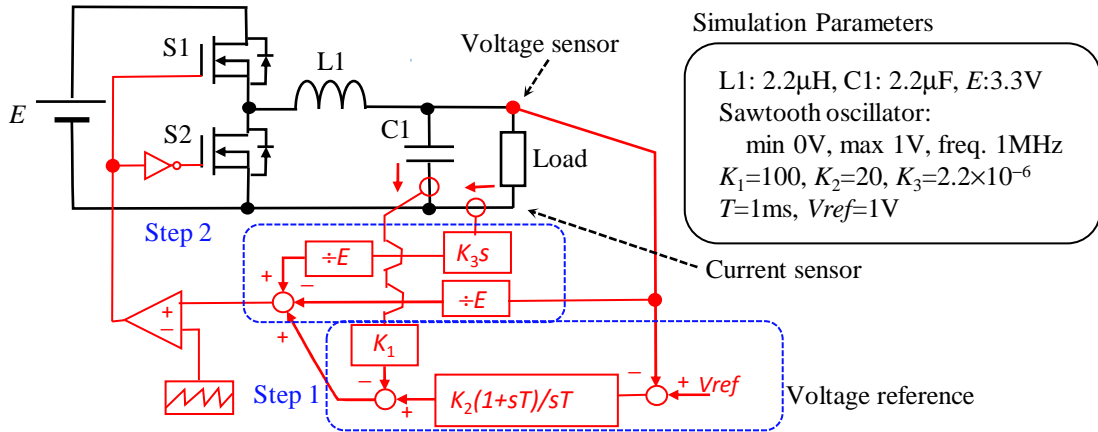 Simulation Parameters
L1: 2.2μH, C1: 2.2μF, E:3.3V
Sawtooth oscillator:
min 0V, max 1V, freq. 1MHz
K₁=100, K₂=20, K₃=2.2×10⁻⁶
T=1ms, Vref=1V
S1
Voltage sensor
L1
E
S2
C1
Load
Step 2
K₃s
÷E
Current sensor
+
−
÷E
+
−
+
K₁
Step 1
−
+
K₂(1+sT)/sT
−
+ Vref
Voltage reference